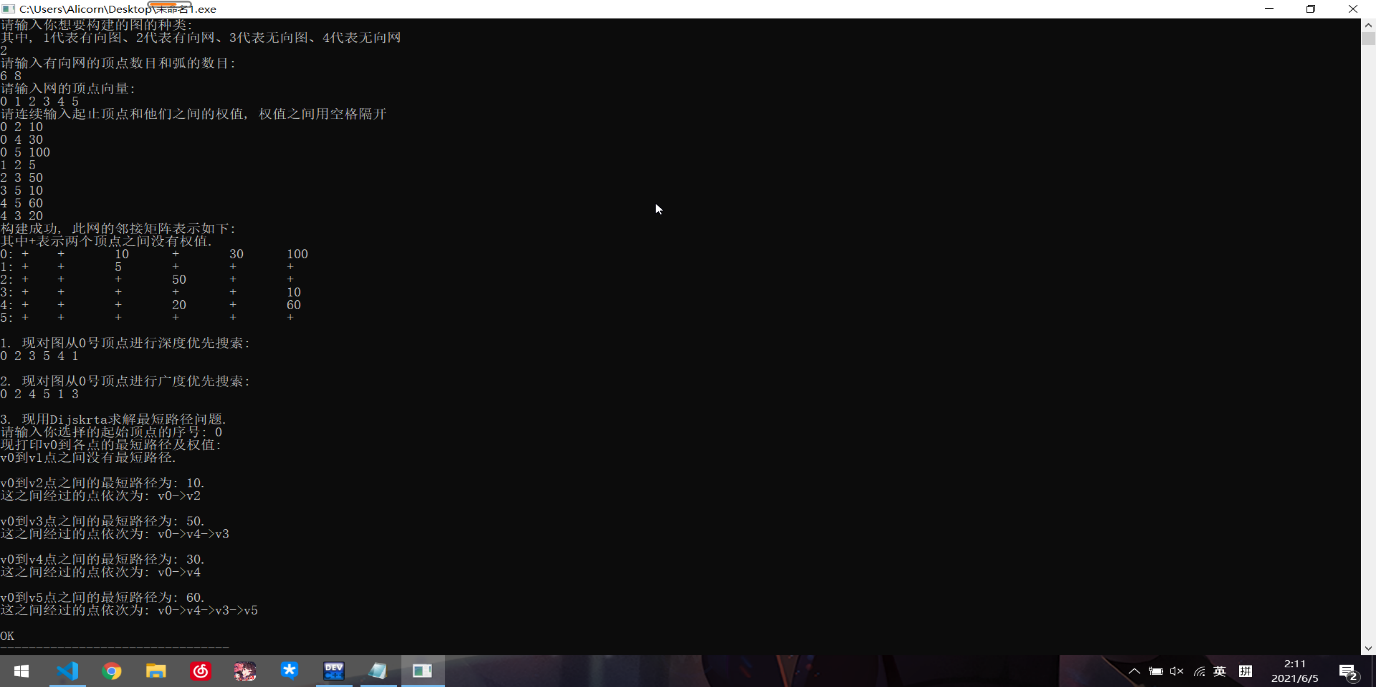 C:\Users\Alicorn\Desktop\未命名1.exe
请输入你想要构建的图的种类:
其中, 1代表有向图、2代表有向网、3代表无向图、4代表无向网
2
请输入有向网的顶点数目和弧的数目:
6 8
请输入网的顶点向量:
0 1 2 3 4 5
请连续输入起止顶点和他们之间的权值, 权值之间用空格隔开
0 2 10
0 4 30
0 5 100
1 2 5
2 3 50
3 5 10
4 5 60
4 3 20
构建成功, 此网的邻接矩阵表示如下:
其中+表示两个顶点之间没有权值.
0: + + 10 + 30 100
1: + + 5 + + +
2: + + + 50 + +
3: + + + + + 10
4: + + + 20 + 60
5: + + + + + +
1. 现对图从0号顶点进行深度优先搜索:
0 2 3 5 4 1
2. 现对图从0号顶点进行广度优先搜索:
0 2 4 5 1 3
3. 现用Dijskrta求解最短路径问题.
请输入你选择的起始顶点的序号: 0
现打印v0到各点的最短路径及权值:
v0到v1点之间没有最短路径.
v0到v2点之间的最短路径为: 10.
这之间经过的点依次为: v0->v2
v0到v3点之间的最短路径为: 50.
这之间经过的点依次为: v0->v4->v3
v0到v4点之间的最短路径为: 30.
这之间经过的点依次为: v0->v4
v0到v5点之间的最短路径为: 60.
这之间经过的点依次为: v0->v4->v3->v5
OK
--------------------------------
DEV
英
拼
2:11
2021/6/5
2